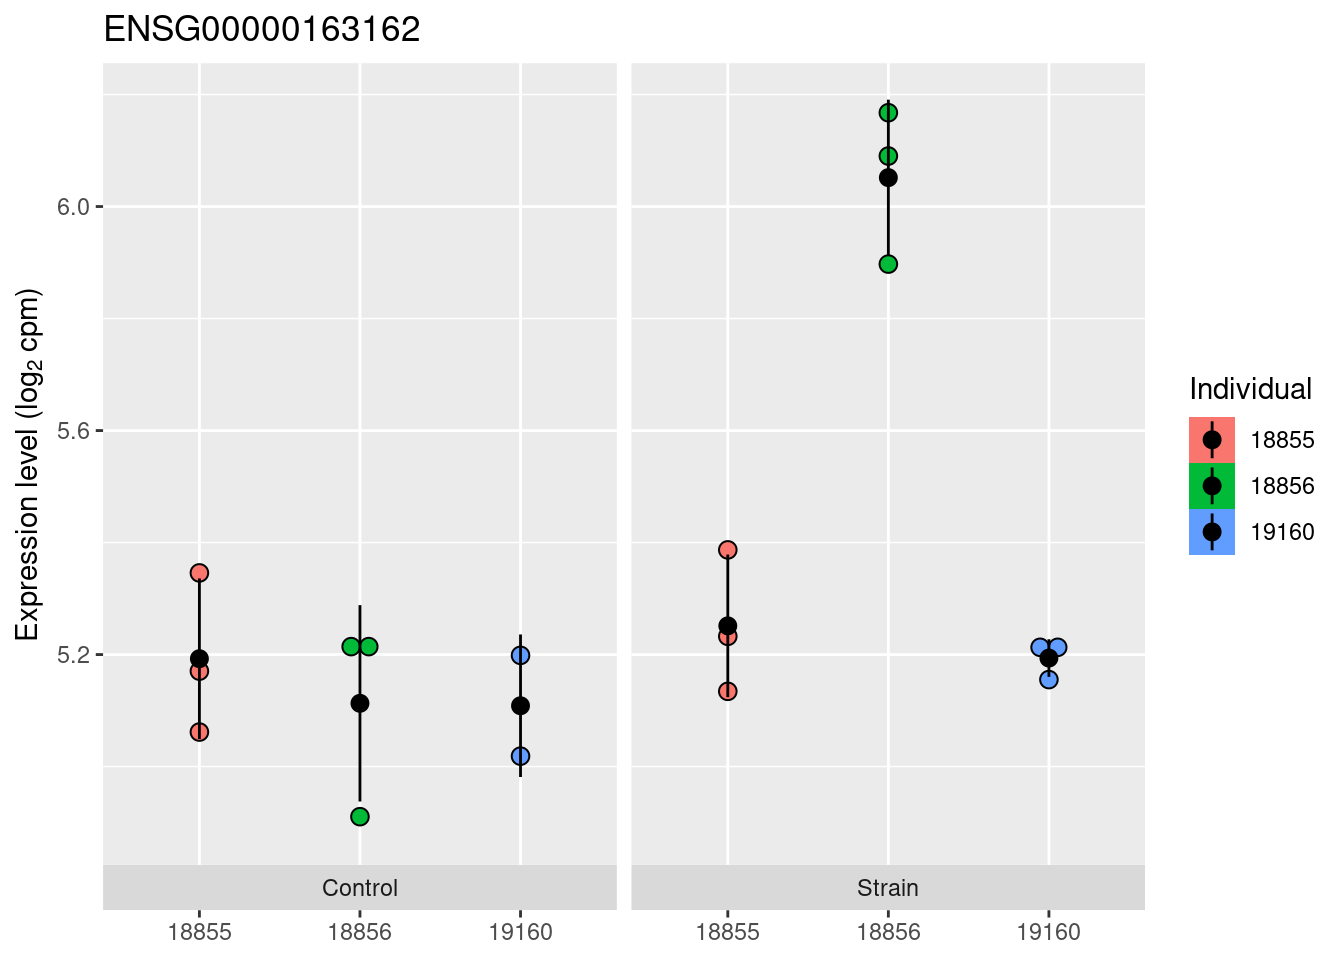 ENSG00000163162
Expression level (log2 cpm)
6.0
5.6
5.2
Control
Strain
18855
18856
19160
18855
18856
19160
Individual
18855
18856
19160